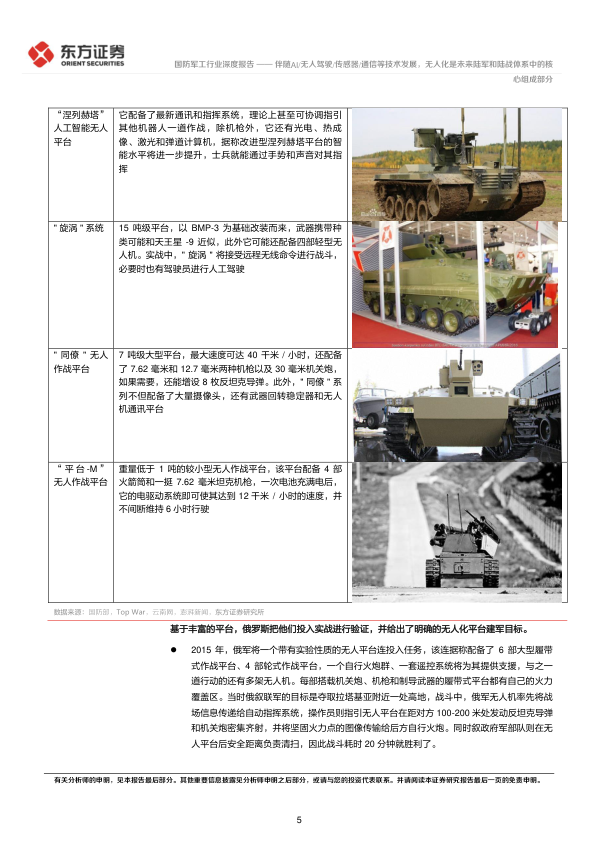 东方证券
ORIENT SECURITIES
国防军工行业深度报告 —— 伴随AI/无人驾驶/传感器/通信等技术发展，无人化是未来陆军和陆战体系中的核
心组成部分
“涅列赫塔”
人工智能无人
平台
它配备了最新通讯和指挥系统，理论上甚至可协调指引
其他机器人一道作战，除机枪外，它还有光电、热成
像、激光和弹道计算机，据称改进型涅列赫塔平台的智
能水平将进一步提升，士兵就能通过手势和声音对其指
挥
"旋涡"系统
15 吨级平台，以 BMP-3 为基础改装而来，武器携带种
类可能和天王星 -9 近似，此外它可能还配备四部轻型无
人机。实战中，"旋涡"将接受远程无线命令进行战斗，
必要时也有驾驶员进行人工驾驶
"同僚"无人
作战平台
7 吨级大型平台，最大速度可达 40 千米 / 小时，还配备
了 7.62 毫米和 12.7 毫米两种机枪以及 30 毫米机关炮，
如果需要，还能增设 8 枚反坦克导弹。此外，"同僚"系
列不但配备了大量摄像头，还有武器回转稳定器和无人
机通讯平台
“平台-M”
无人作战平台
重量低于 1 吨的较小型无人作战平台，该平台配备 4 部
火箭筒和一挺 7.62 毫米坦克机枪，一次电池充满电后，
它的电驱动系统即可使其达到 12 千米 / 小时的速度，并
不间断维持 6 小时行驶
数据来源：国防部，Top War，云南网，澎湃新闻，东方证券研究所
基于丰富的平台，俄罗斯把他们投入实战进行验证，并给出了明确的无人化平台建军目标。
● 2015 年，俄军将一个带有实验性质的无人平台连投入任务，该连据称配备了 6 部大型履带
式作战平台、4 部轮式作战平台，一个自行火炮群、一套遥控系统将为其提供支援，与之一
道行动的还有多架无人机。每部搭载机关炮、机枪和制导武器的履带式平台都有自己的火力
覆盖区。当时俄叙联军的目标是夺取拉塔基亚附近一处高地，战斗中，俄军无人机率先将战
场信息传递给自动指挥系统，操作员则指引无人平台在距对方 100-200 米处发动反坦克导弹
和机关炮密集齐射，并将坚固火力点的图像传输给后方自行火炮。同时叙政府军部队则在无
人平台后安全距离负责清扫，因此战斗耗时 20 分钟就胜利了。
有关分析师的申明，见本报告最后部分。其他重要信息披露见分析师申明之后部分，或请与您的投资代表联系。并请阅读本证券研究报告最后一页的免责申明。
5